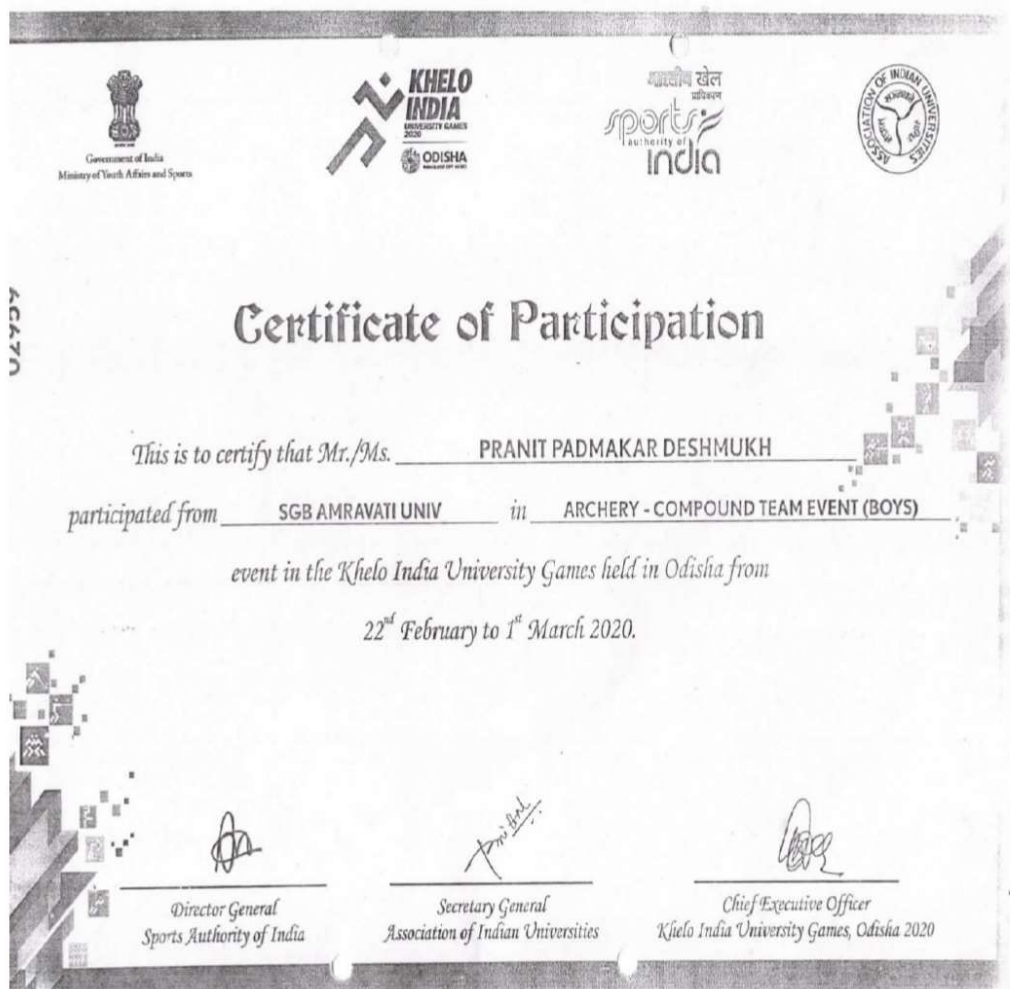 Government of India
Ministry of Youth Affairs and Sports
KHELO
INDIA
UNIVERSITY GAMES
2020
ODISHA
भारतीय खेल
प्राधिकरण
sports
authority of
india
ASSOCIATION OF INDIAN UNIVERSITIES
Certificate of Participation
This is to certify that Mr./Ms. PRANIT PADMAKAR DESHMUKH
participated from SGB AMRAVATI UNIV in ARCHERY - COMPOUND TEAM EVENT (BOYS)
event in the Khelo India University Games held in Odisha from
22nd February to 1st March 2020.
Director General
Sports Authority of India
Secretary General
Association of Indian Universities
Chief Executive Officer
Khelo India University Games, Odisha 2020